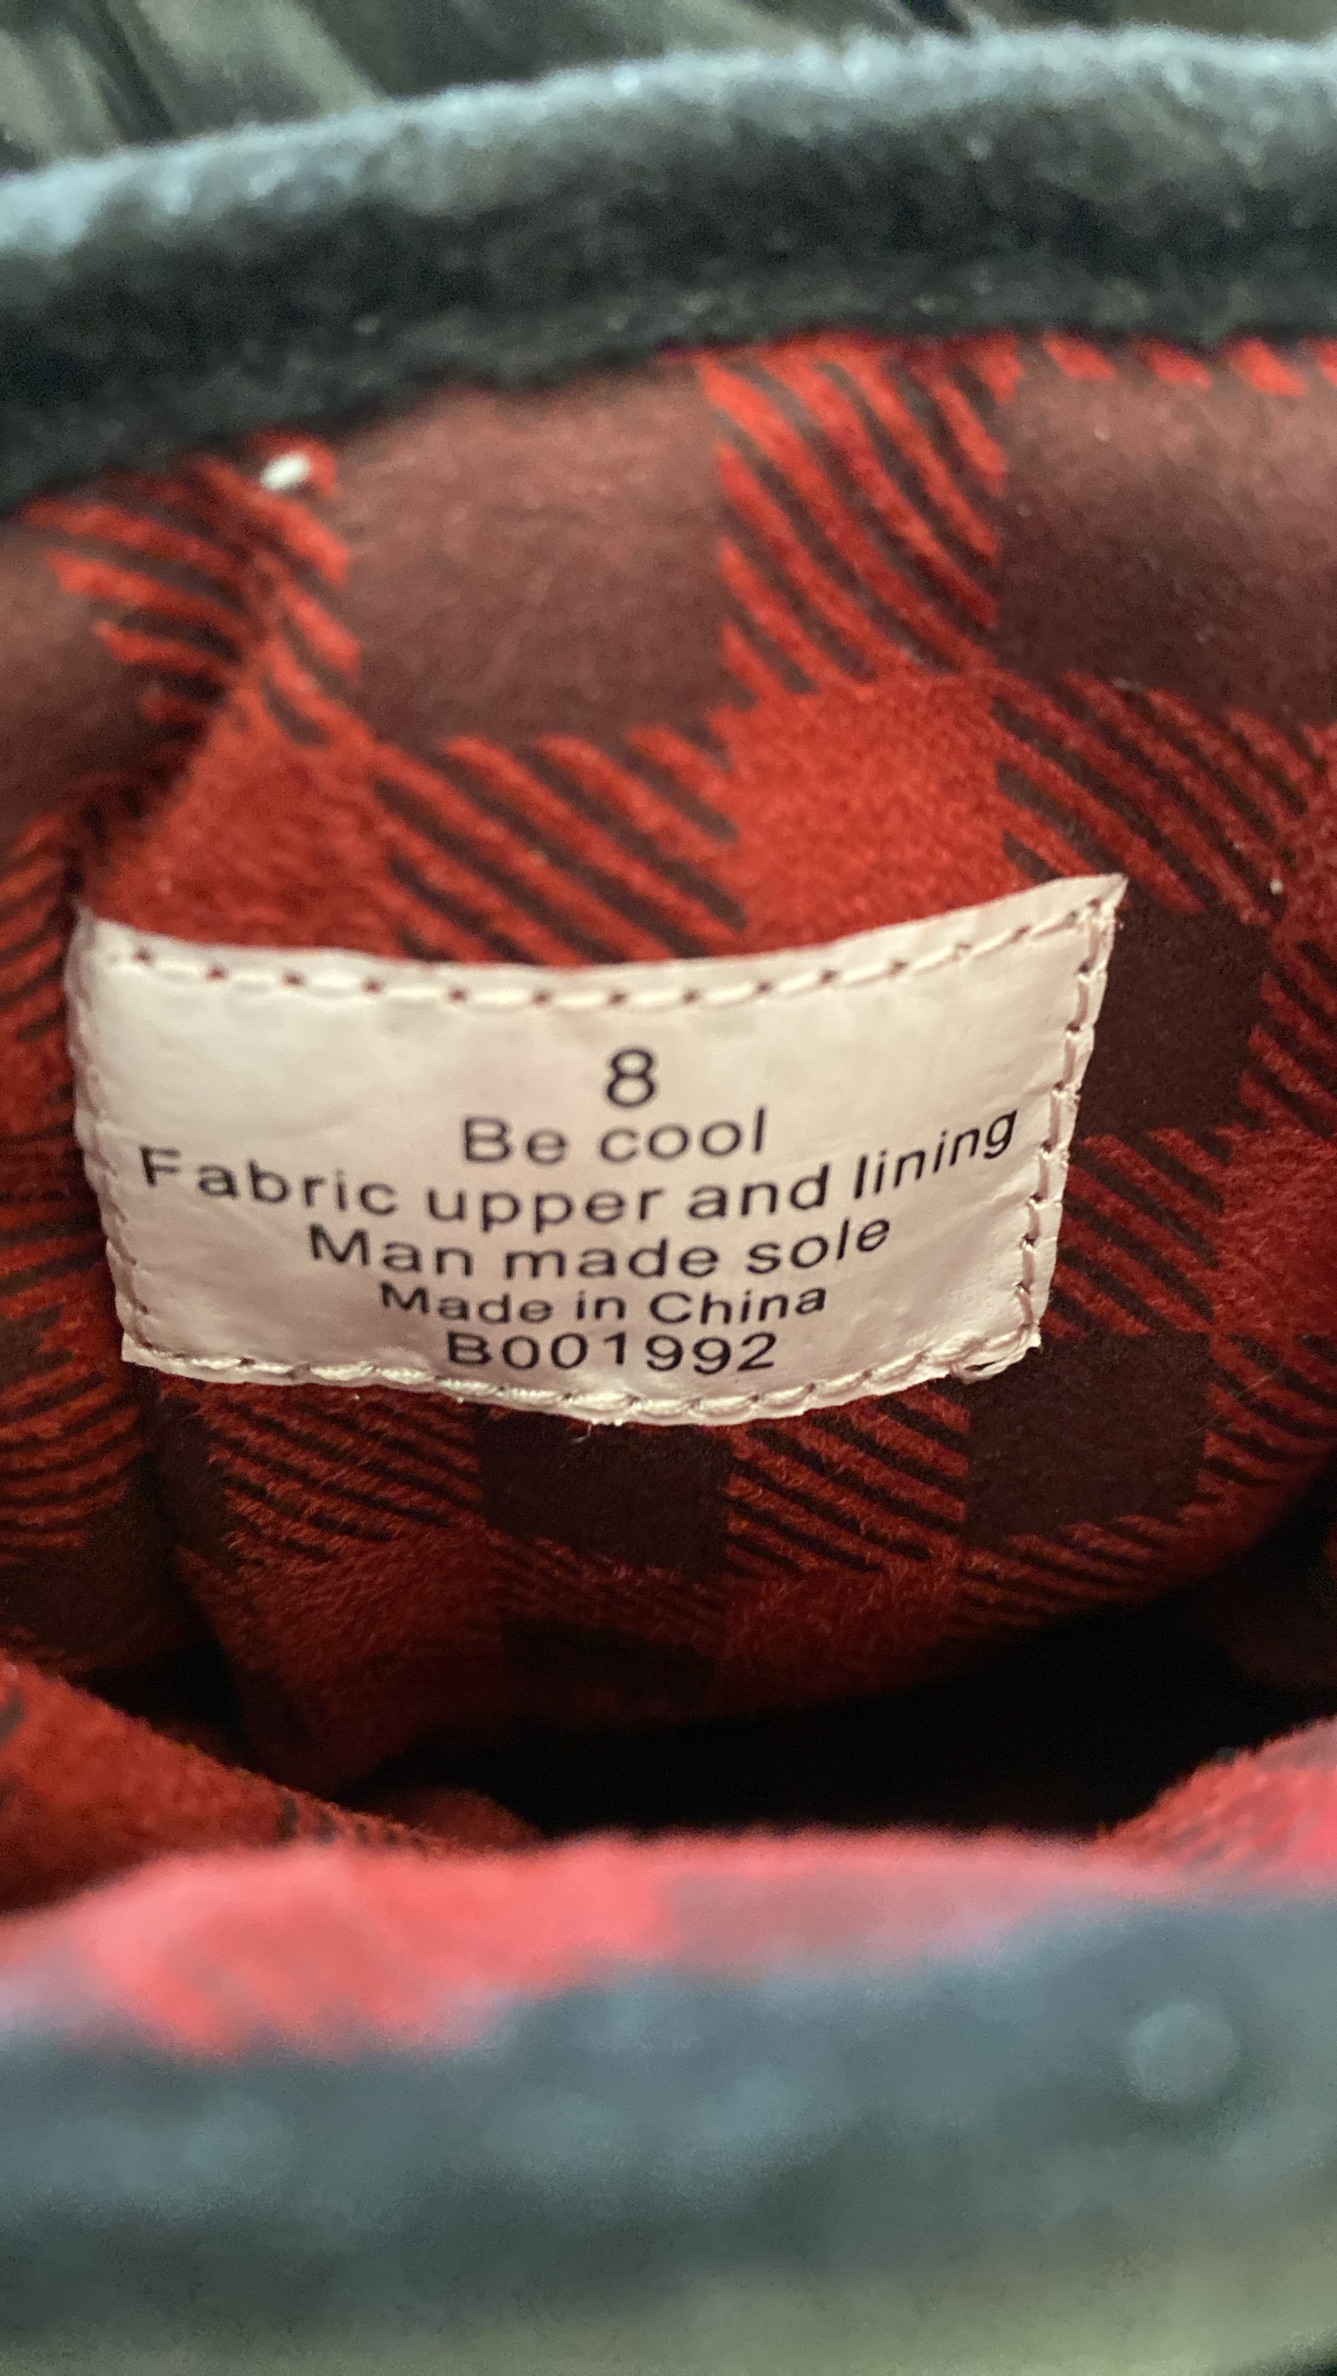 8
Be cool
Fabric upper and lining
Man made sole
Made in China
B001992